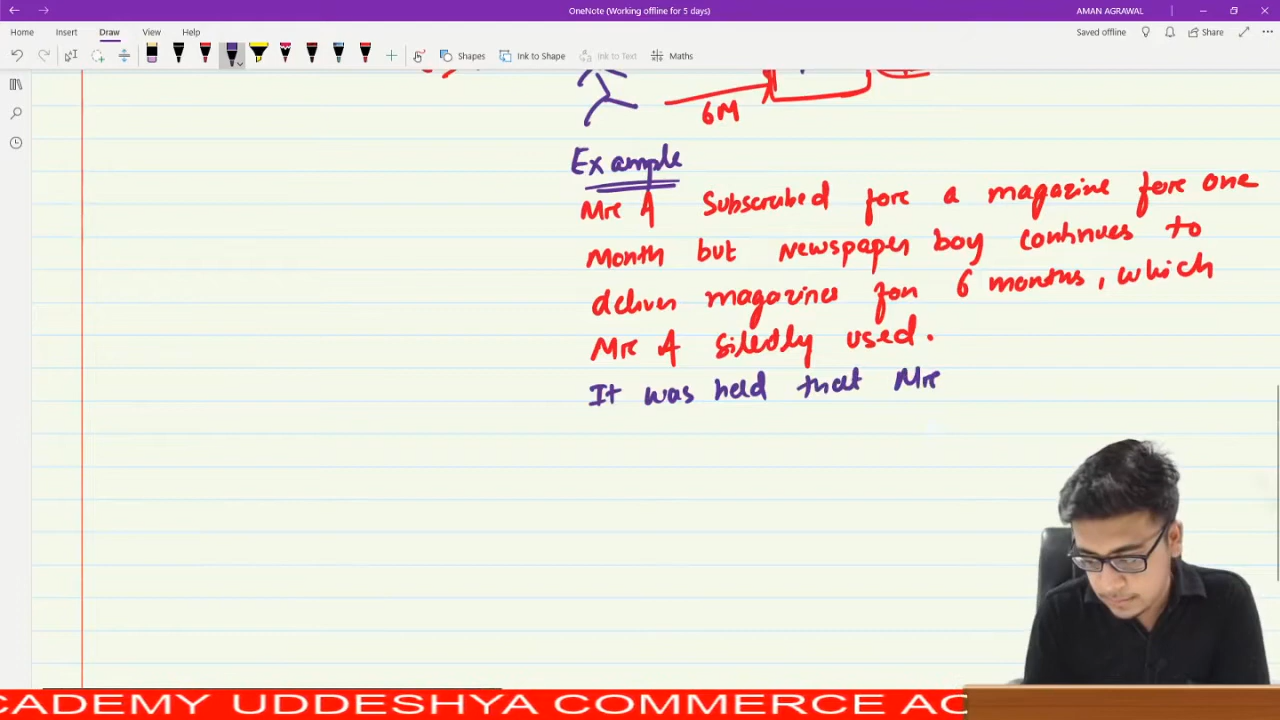 OneNote (Working offline for 5 days)
AMAN AGRAWAL
Home Insert Draw View Help
Saved offline
Share
Shapes
Ink to Shape
Ink to Text
Maths
6M
Example
Mr A Subscribed for a magazine for one
Month but Newspaper boy continues to
deliver magazines for 6 months, which
Mr A silently used.
It was held that Mr
ADEMY UDDESHYA COMMERCE AC